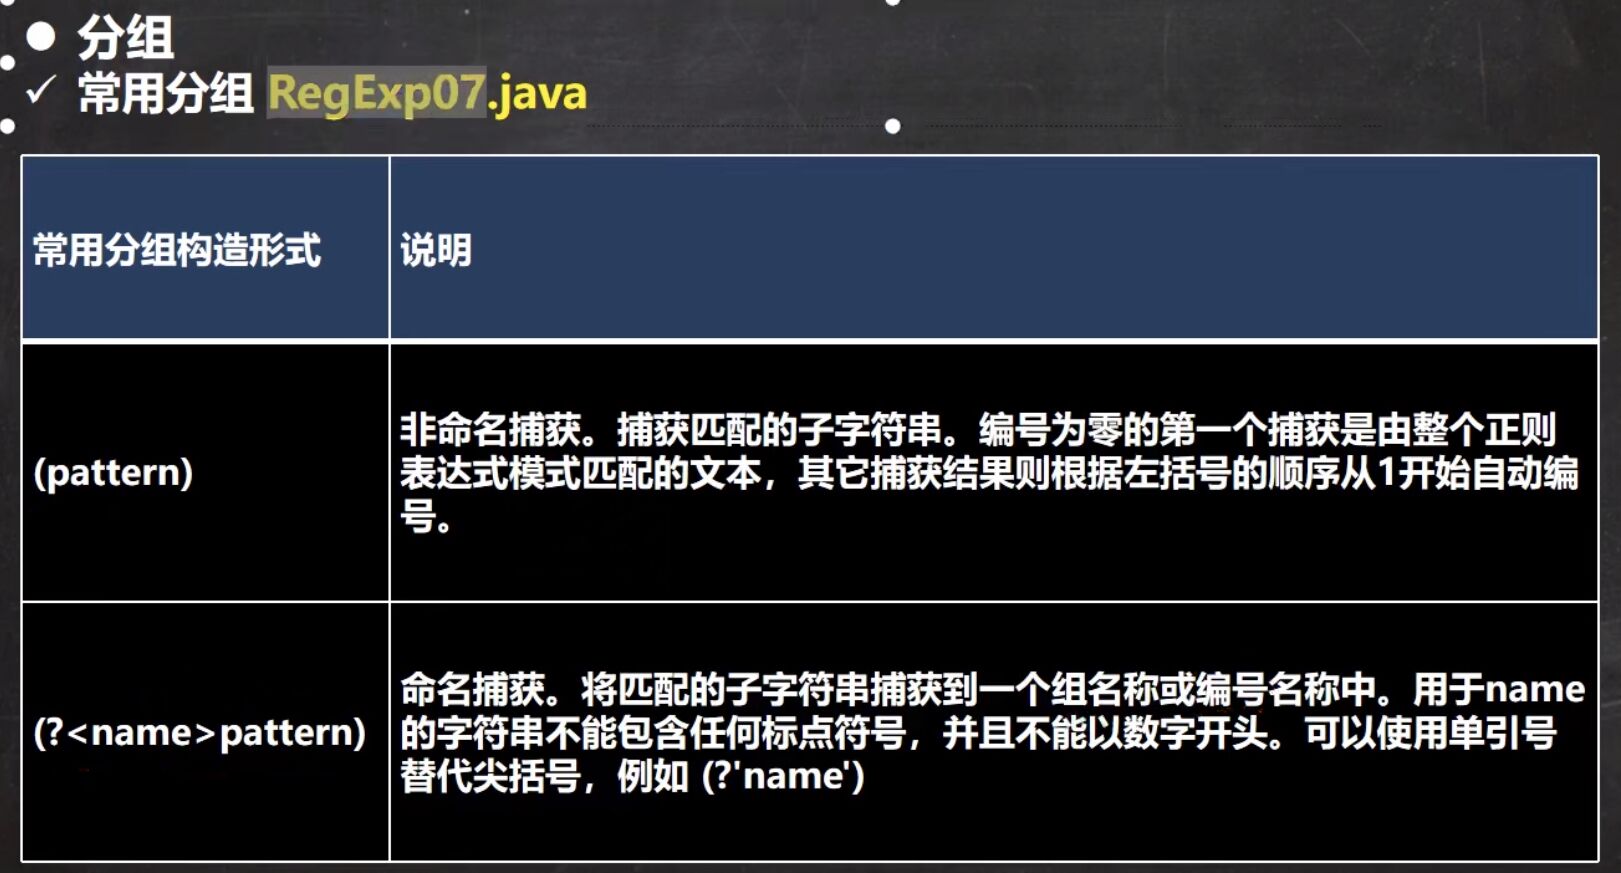 分组
常用分组 RegExp07.java
常用分组构造形式
说明
(pattern)
非命名捕获。捕获匹配的子字符串。编号为零的第一个捕获是由整个正则
表达式模式匹配的文本，其它捕获结果则根据左括号的顺序从1开始自动编
号。
(?<name>pattern)
命名捕获。将匹配的子字符串捕获到一个组名称或编号名称中。用于name
的字符串不能包含任何标点符号，并且不能以数字开头。可以使用单引号
替代尖括号，例如 (?'name')